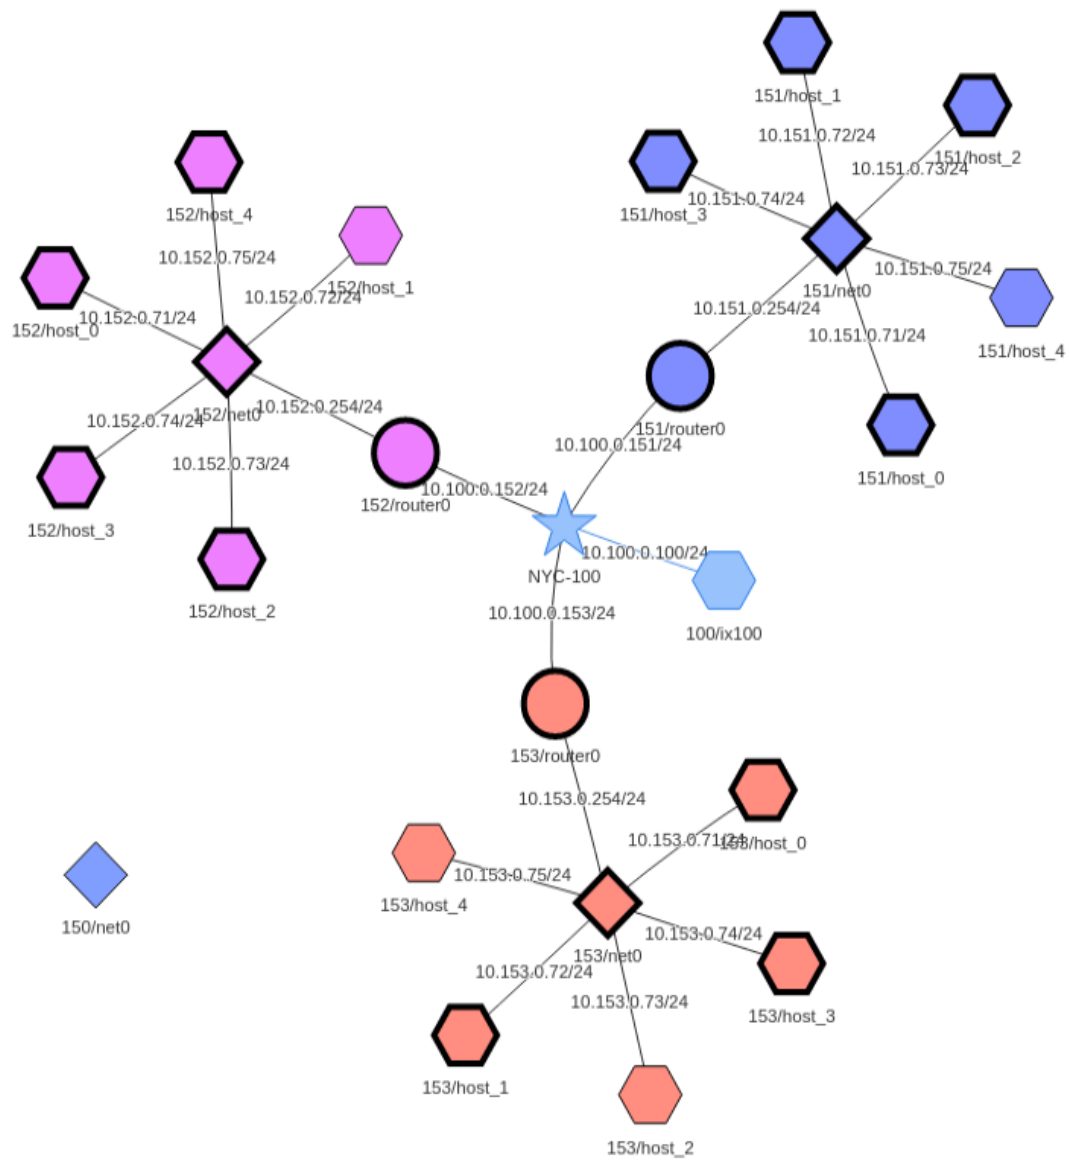 151/host_1
10.151.0.72/24
151/host_2
10.151.0.73/24
10.151.0.74/24
151/host_3
152/host_4
10.152.0.75/24
10.151.0.75/24
152/host_1
10.152.0.72/24
151/net0
10.151.0.254/24
10.152.0.71/24
152/host_0
10.151.0.71/24
151/host_4
10.152.0.254/24
152/net0
10.152.0.74/24
151/router0
10.100.0.151/24
10.152.0.73/24
151/host_0
10.100.0.152/24
152/router0
152/host_3
10.100.0.100/24
NYC-100
152/host_2
10.100.0.153/24
100/ix100
153/router0
10.153.0.254/24
10.153.0.71/24
153/host_0
10.153.0.75/24
153/host_4
150/net0
10.153.0.74/24
153/net0
10.153.0.72/24
10.153.0.73/24
153/host_3
153/host_1
153/host_2